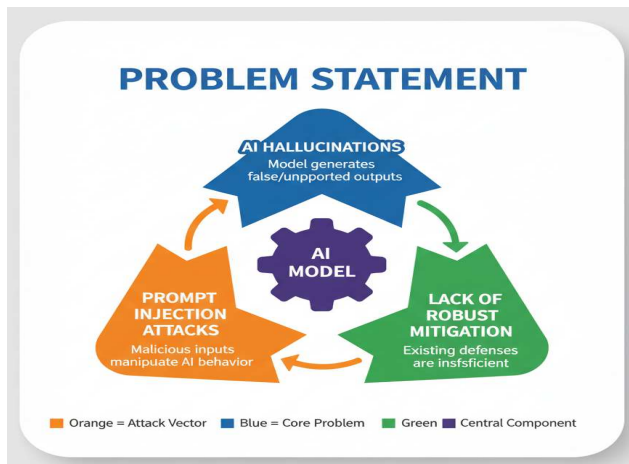 PROBLEM STATEMENT
AI HALLUCINATIONS
Model generates
false/unpported outputs
AI
MODEL
PROMPT
INJECTION
ATTACKS
Malicious inputs
manipuate AI behavior
LACK OF
ROBUST
MITIGATION
Existing defenses
are insfsficient
Orange = Attack Vector Blue = Core Problem Green Central Component